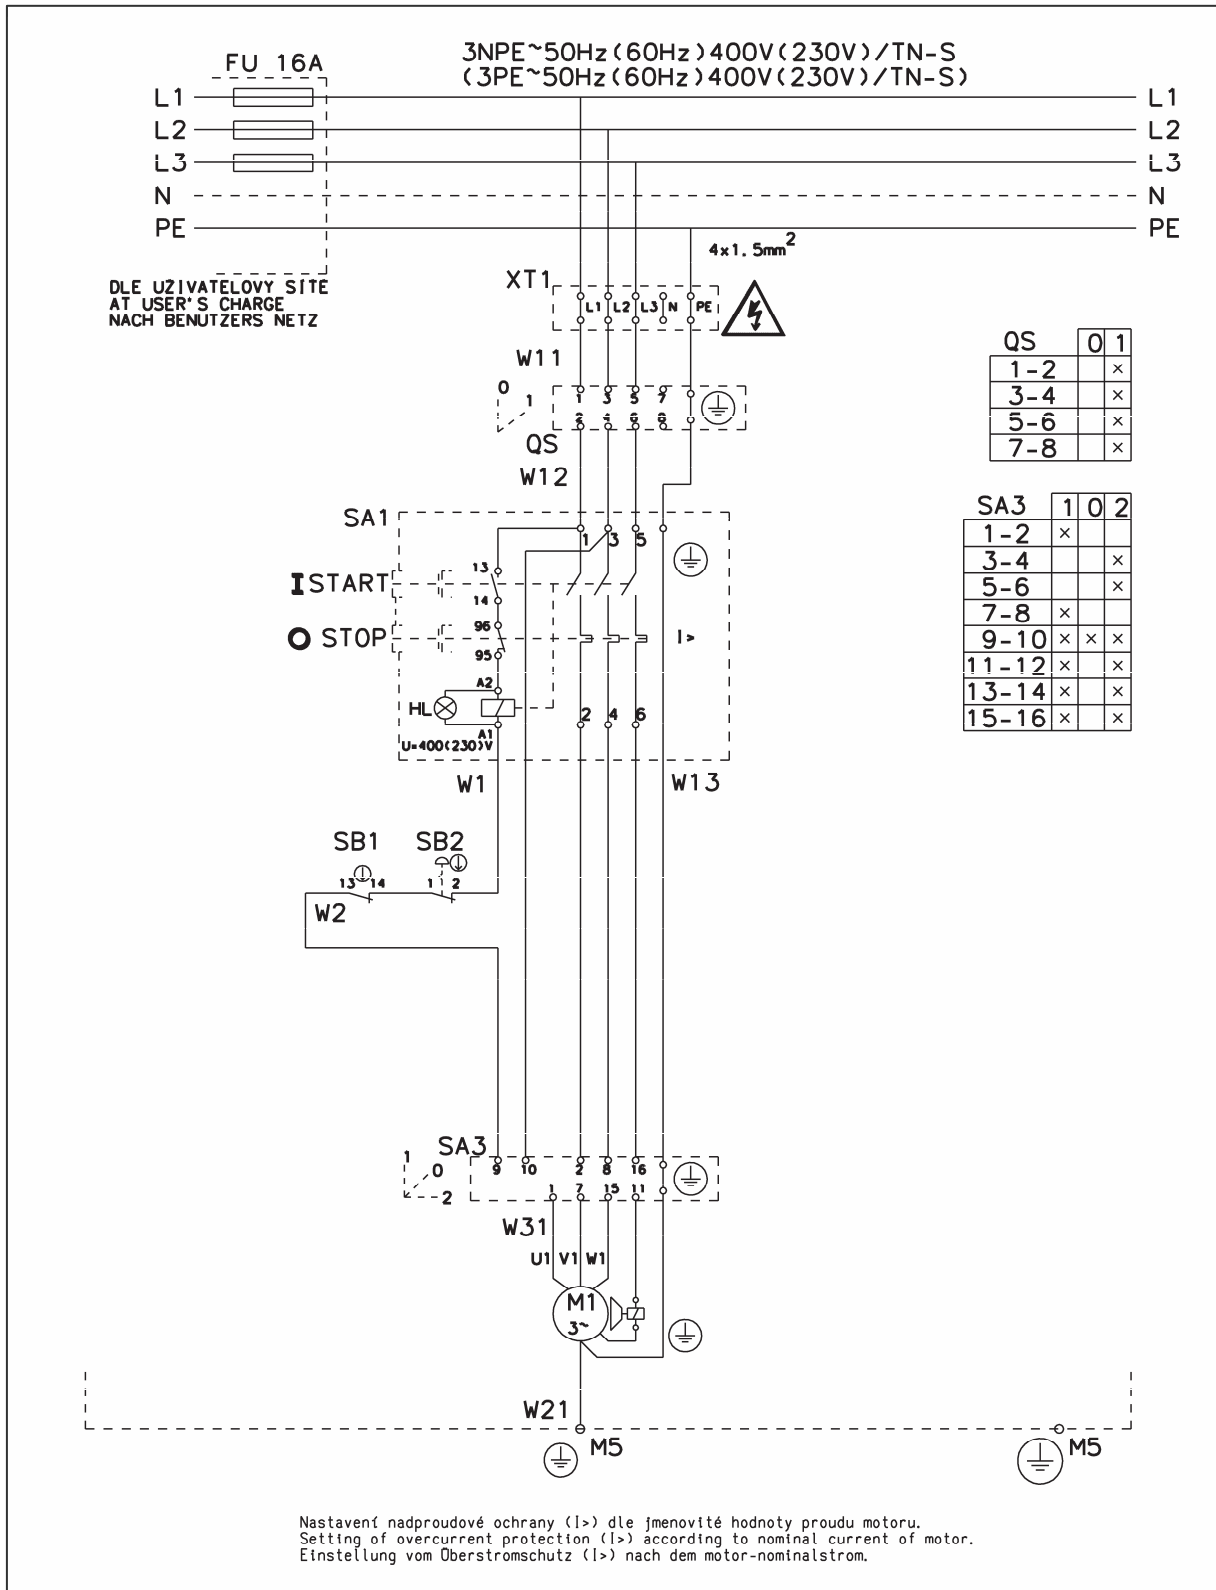 FU 16A
3NPE~50Hz(60Hz)400V(230V)/TN-S
(3PE~50Hz(60Hz)400V(230V)/TN-S)
L1 L1
L2 L2
L3 L3
N N
PE PE
4x1.5mm²
DLE UŽIVATELOVY SÍTĚ
AT USER'S CHARGE
NACH BENUTZERS NETZ
XT1
L1 L2 L3 N PE
W11
0
1
1 3 5 7
2 4 6 8
QS
W12
QS 0 1
1-2 ×
3-4 ×
5-6 ×
7-8 ×
SA3 1 0 2
1-2 ×
3-4 ×
5-6 ×
7-8 ×
9-10 × × ×
11-12 × ×
13-14 × ×
15-16 × ×
SA1
1 3 5
13
I START
14
96
O STOP
I>
95
A2
HL
2 4 6
A1
U=400(230)V
W1
W13
SB1 SB2
13 14 1 2
W2
SA3
1
0
2
9 10 2 8 16
1 7 15 11
W31
U1 V1 W1
M1
3~
W21
M5 M5
Nastavení nadproudové ochrany (I>) dle jmenovité hodnoty proudu motoru.
Setting of overcurrent protection (I>) according to nominal current of motor.
Einstellung vom Überstromschutz (I>) nach dem motor-nominalstrom.